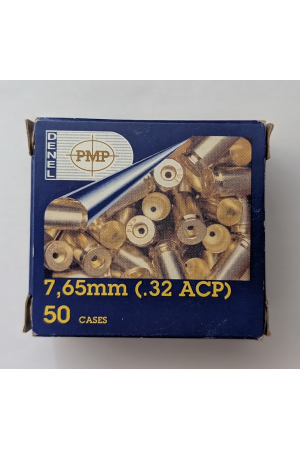 DENEL
PMP
7,65mm (.32 ACP)
50 CASES